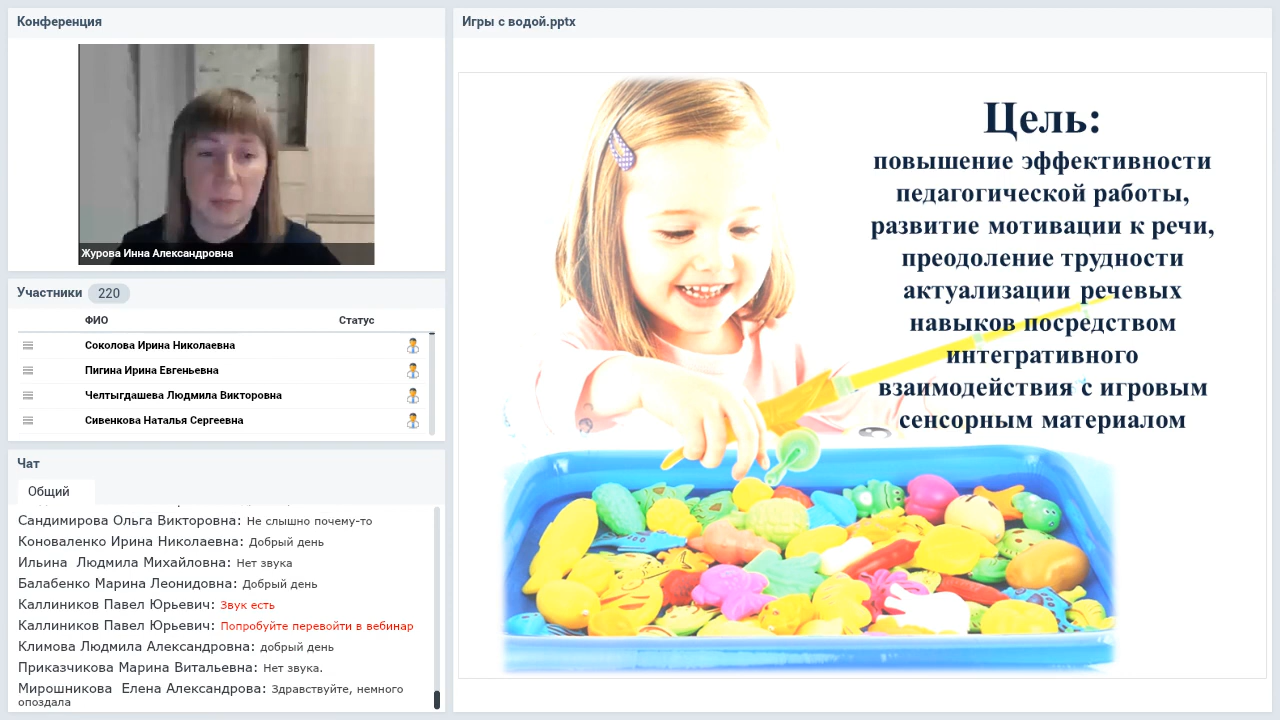 Конференция
Журова Инна Александровна
Участники 220
ФИО Статус
Соколова Ирина Николаевна
Пигина Ирина Евгеньевна
Челтыгдашева Людмила Викторовна
Сивенкова Наталья Сергеевна
Чат
Общий
Сандимирова Ольга Викторовна: Не слышно почему-то
Коноваленко Ирина Николаевна: Добрый день
Ильина Людмила Михайловна: Нет звука
Балабенко Марина Леонидовна: Добрый день
Каллиников Павел Юрьевич: Звук есть
Каллиников Павел Юрьевич: Попробуйте перевойти в вебинар
Климова Людмила Александровна: добрый день
Приказчикова Марина Витальевна: Нет звука.
Мирошникова Елена Александрова: Здравствуйте, немного
опоздала
Игры с водой.pptx
Цель:
повышение эффективности
педагогической работы,
развитие мотивации к речи,
преодоление трудности
актуализации речевых
навыков посредством
интегративного
взаимодействия с игровым
сенсорным материалом